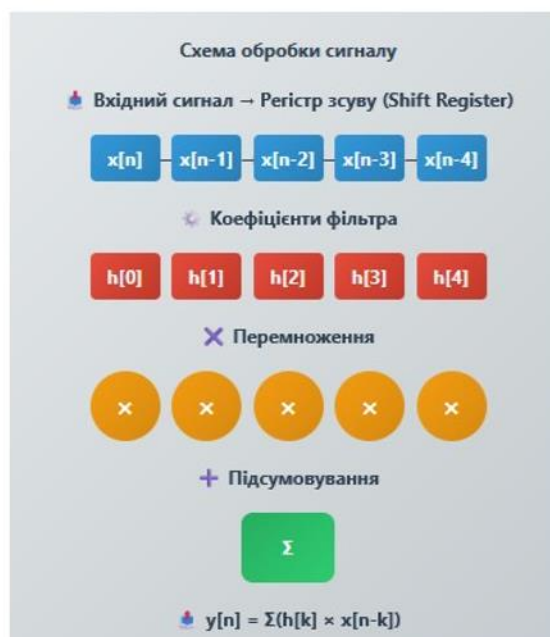 Схема обробки сигналу
Вхідний сигнал → Регістр зсуву (Shift Register)
x[n] x[n-1] x[n-2] x[n-3] x[n-4]
Коефіцієнти фільтра
h[0] h[1] h[2] h[3] h[4]
Перемноження
× × × × ×
Підсумовування
Σ
y[n] = Σ(h[k] × x[n-k])